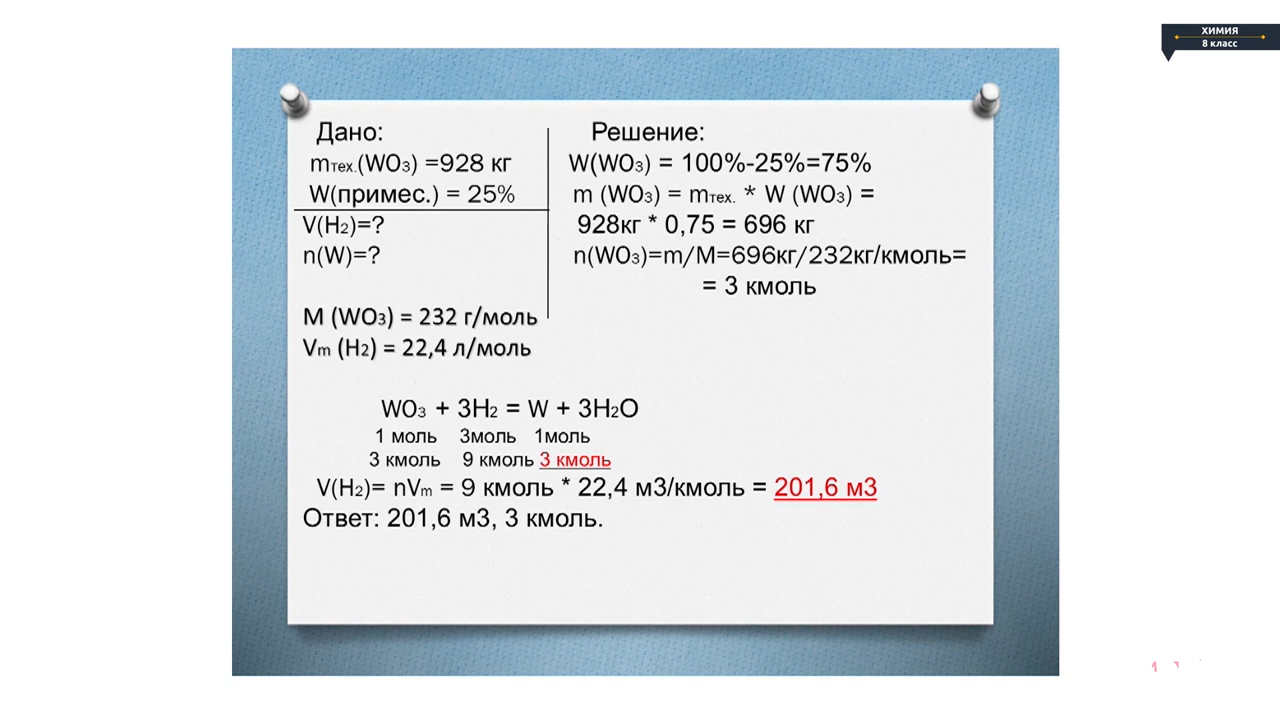 ХИМИЯ
8 класс
Дано:
mтех.(WO3) =928 кг
W(примес.) = 25%
V(H2)=?
n(W)=?
M (WO3) = 232 г/моль
Vm (H2) = 22,4 л/моль
Решение:
W(WO3) = 100%-25%=75%
m (WO3) = mтех. * W (WO3) =
928кг * 0,75 = 696 кг
n(WO3)=m/M=696кг/232кг/кмоль=
= 3 кмоль
WO3 + 3H2 = W + 3H2O
1 моль 3моль 1моль
3 кмоль 9 кмоль 3 кмоль
V(H2)= nVm = 9 кмоль * 22,4 м3/кмоль = 201,6 м3
Ответ: 201,6 м3, 3 кмоль.